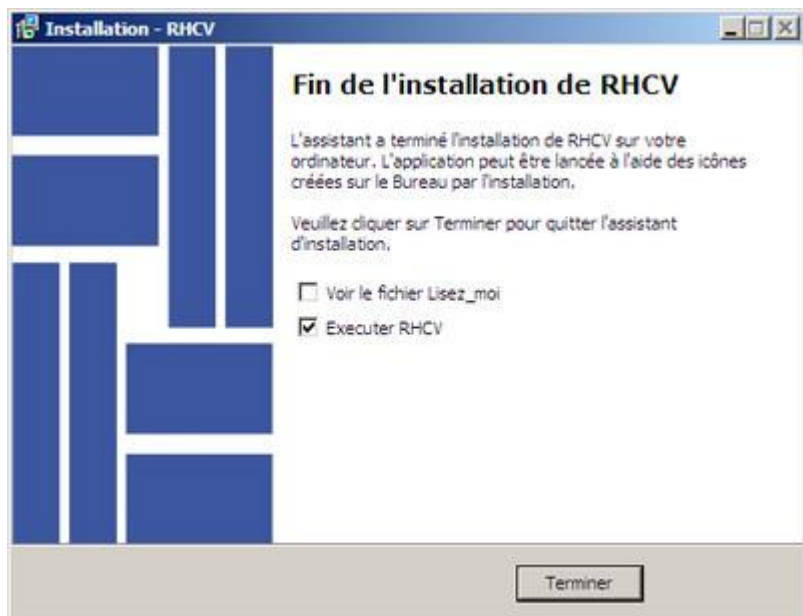 Installation - RHCV
Fin de l'installation de RHCV
L'assistant a terminé l'installation de RHCV sur votre
ordinateur. L'application peut être lancée à l'aide des icônes
créées sur le Bureau par l'installation.
Veuillez cliquer sur Terminer pour quitter l'assistant
d'installation.
Voir le fichier Lisez_moi
Executer RHCV
Terminer